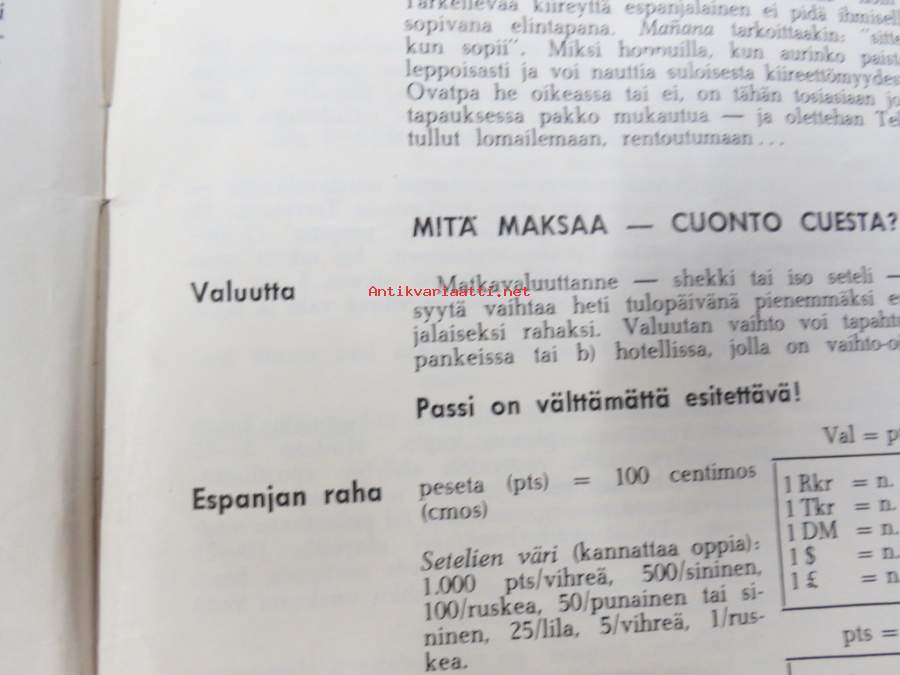 i
Tarkellevaa kiireyttä espanjalainen ei pidä
sopivana elintapana. Mañana tarkoittaakin: "sitte
kun sopii". Miksi hoppuilla, kun aurinko paist
leppoisasti ja voi nauttia suloisesta kiireettömyydes
Ovatpa he oikeassa tai ei, on tähän tosiasiaan jo
tapauksessa pakko mukautua — ja olettehan Te
tullut lomailemaan, rentoutumaan ...
MITÄ MAKSAA — CUONTO CUESTA?
Valuutta
Matkavaluuttanne — shekki tai iso seteli —
Antikvariaatti.net
syytä vaihtaa heti tulopäivänä pienemmäksi e
jalaiseksi rahaksi. Valuutan vaihto voi tapaht
pankeissa tai b) hotellissa, jolla on vaihto-o
Passi on välttämättä esitettävä!
Val = p
Espanjan raha
peseta (pts) = 100 centimos
(cmos)
1 Rkr = n.
1 Tkr = n.
1 DM = n.
1 $ = n.
1 £ = n
Setelien väri (kannattaa oppia):
1.000 pts/vihreä, 500/sininen,
100/ruskea, 50/punainen tai si-
ninen, 25/lila, 5/vihreä, 1/rus-
kea.
pts =